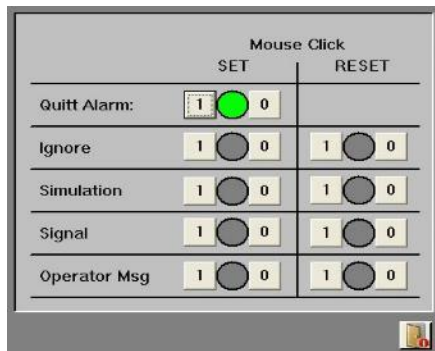 Mouse Click
SET RESET
Quitt Alarm: 1 0
Ignore 1 0 1 0
Simulation 1 0 1 0
Signal 1 0 1 0
Operator Msg 1 0 1 0